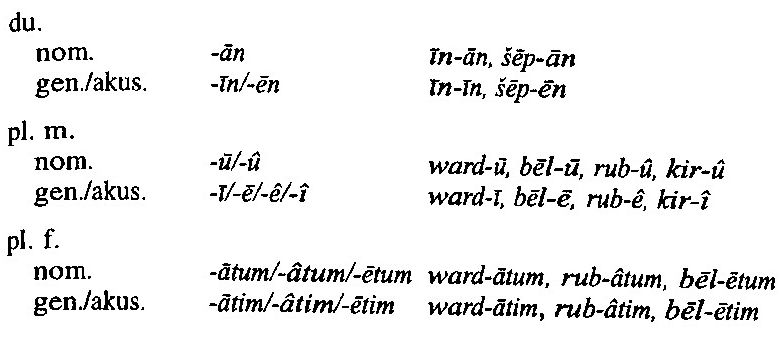 du.
nom. -ān īn-ān, šēp-ān
gen./akus. -īn/-ēn īn-īn, šēp-ēn
pl. m.
nom. -ū/-û ward-ū, bēl-ū, rub-û, kir-û
gen./akus. -ī/-ē/-ê/-î ward-ī, bēl-ē, rub-ê, kir-î
pl. f.
nom. -ātum/-âtum/-ētum ward-ātum, rub-âtum, bēl-ētum
gen./akus. -ātim/-âtim/-ētim ward-ātim, rub-âtim, bēl-ētim